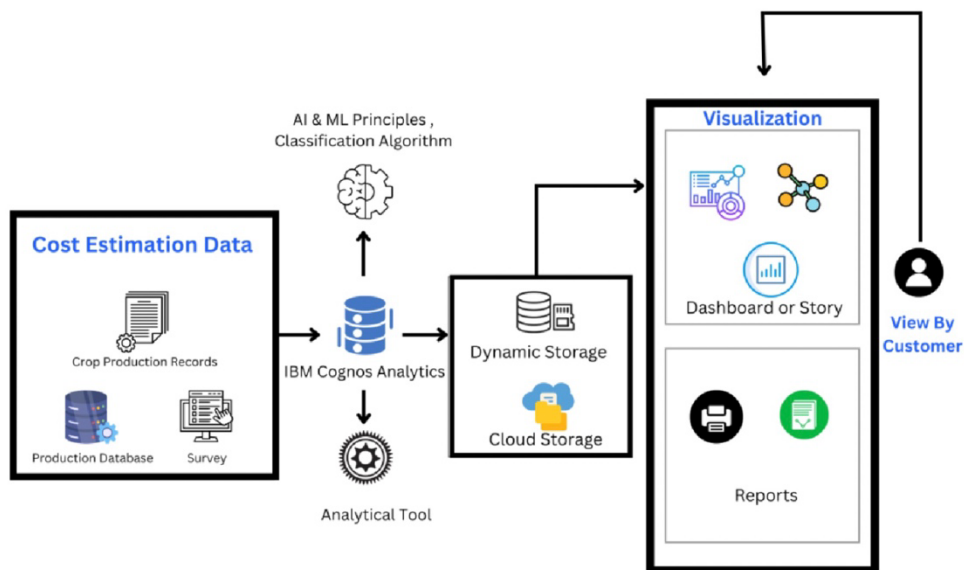 Cost Estimation Data
Crop Production Records
Production Database
Survey
AI & ML Principles ,
Classification Algorithm
IBM Cognos Analytics
Analytical Tool
Dynamic Storage
Cloud Storage
Visualization
Dashboard or Story
Reports
View By
Customer